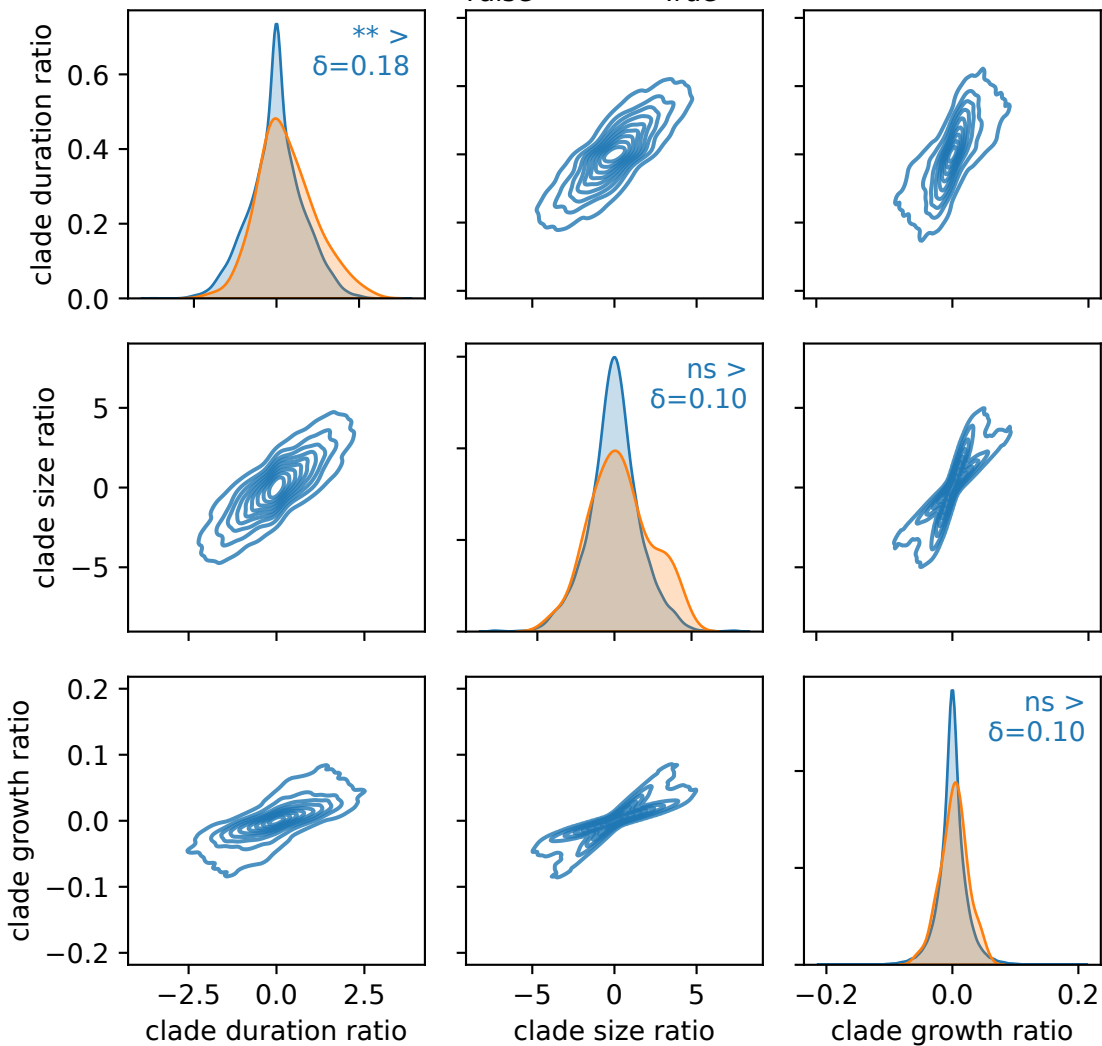 clade duration ratio
0.6
0.4
0.2
0.0
** >
δ=0.18
clade size ratio
5
0
−5
ns >
δ=0.10
clade growth ratio
0.2
0.1
0.0
−0.1
−0.2
ns >
δ=0.10
−2.5 0.0 2.5
−5 0 5
−0.2 0.0 0.2
clade duration ratio
clade size ratio
clade growth ratio